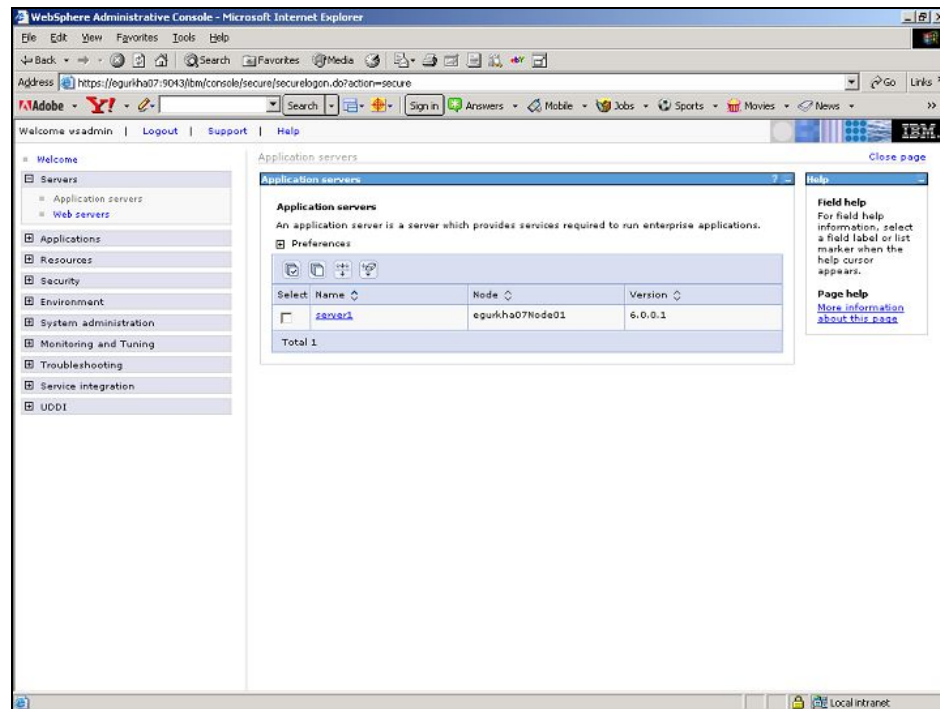 WebSphere Administrative Console - Microsoft Internet Explorer
File Edit View Favorites Tools Help
Back Search Favorites Media
Address https://egurkha07:9043/ibm/console/secure/securelogon.do?action=secure Go Links
Adobe Y! Search Sign in Answers Mobile Jobs Sports Movies News »
Welcome vsadmin | Logout | Support | Help IBM.
Welcome
Servers
Application servers
Web servers
Applications
Resources
Security
Environment
System administration
Monitoring and Tuning
Troubleshooting
Service integration
UDDI
Application servers Close page
Application servers ? -
Application servers
An application server is a server which provides services required to run enterprise applications.
Preferences
Select Name Node Version
server1 egurkha07Node01 6.0.0.1
Total 1
Help -
Field help
For field help
information, select
a field label or list
marker when the
help cursor
appears.
Page help
More information
about this page
Local intranet